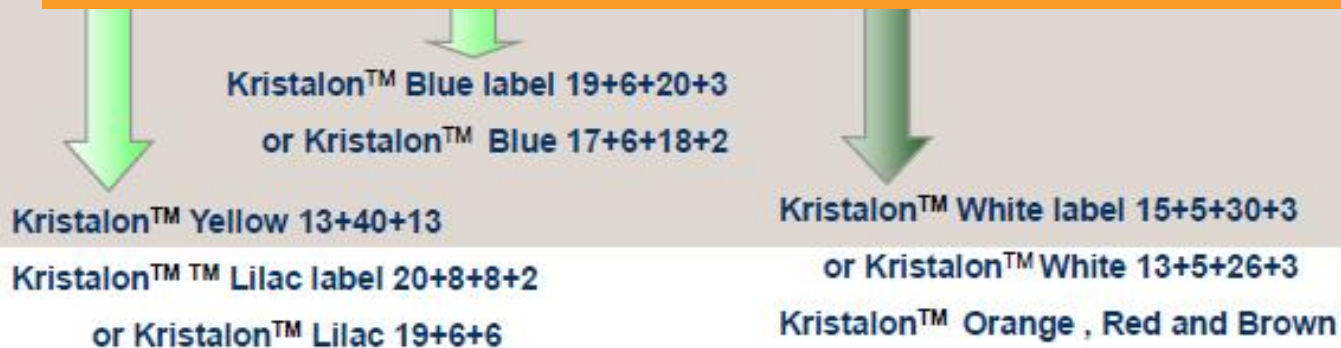 Kristalon™ Blue label 19+6+20+3
or Kristalon™ Blue 17+6+18+2
Kristalon™ Yellow 13+40+13
Kristalon™ ™ Lilac label 20+8+8+2
or Kristalon™ Lilac 19+6+6
Kristalon™ White label 15+5+30+3
or Kristalon™ White 13+5+26+3
Kristalon™ Orange , Red and Brown